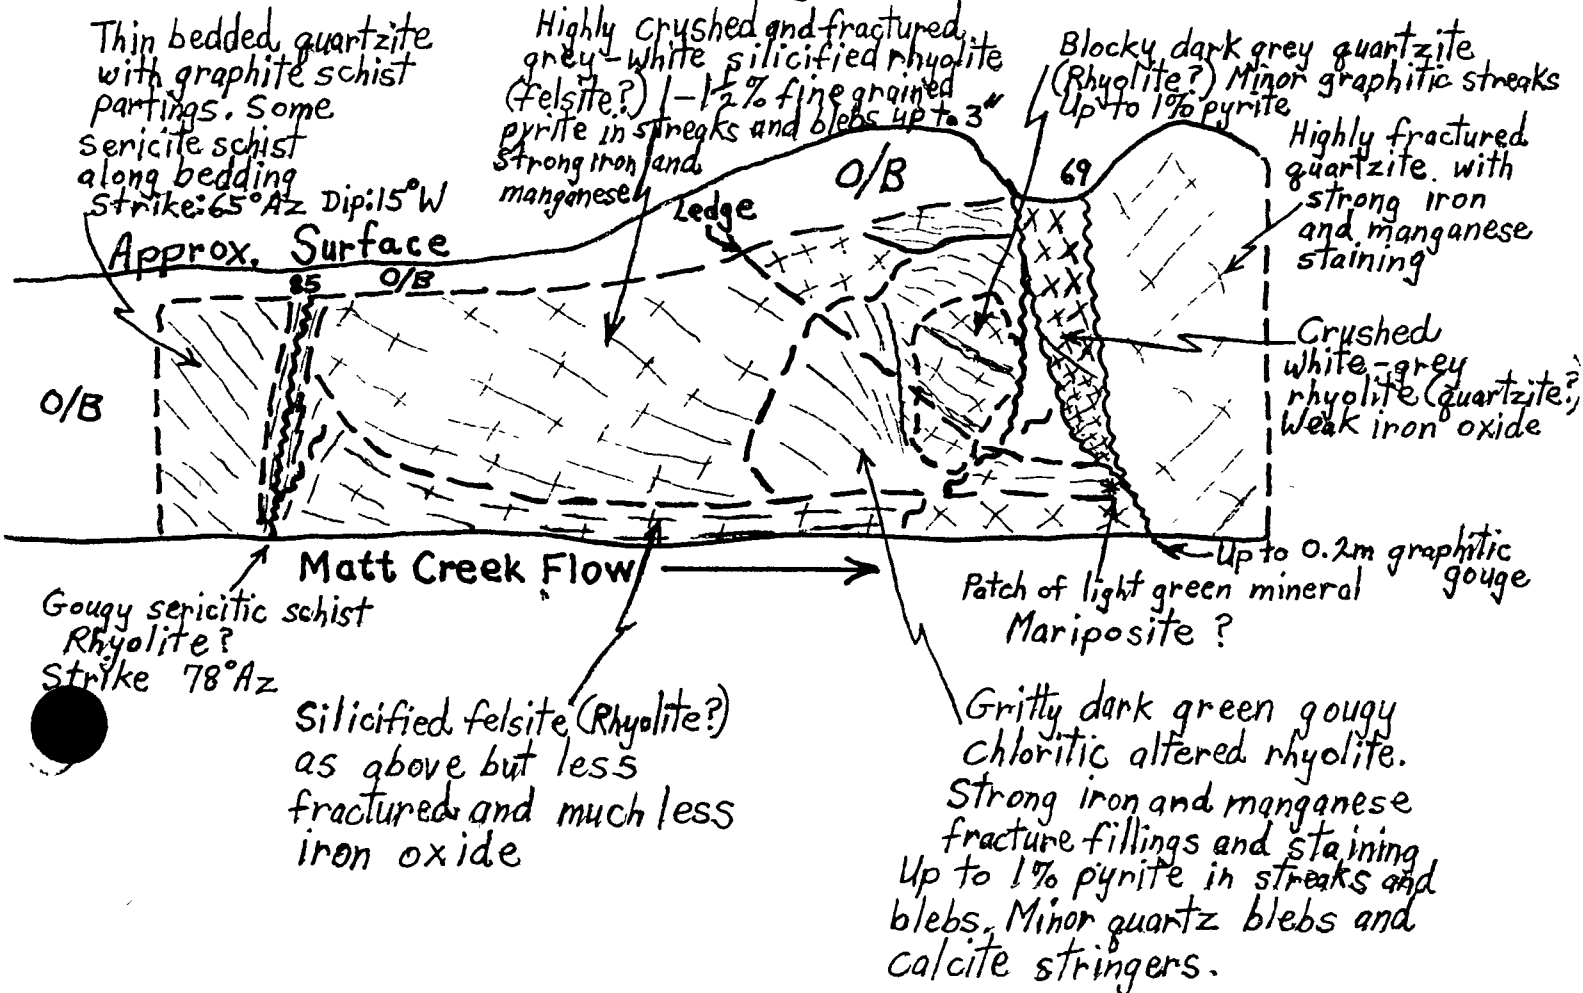 Thin bedded quartzite
with graphite schist
partings. Some
sericite schist
along bedding
Strike: 65° Az Dip: 15° W
Highly crushed and fractured
grey-white silicified rhyolite
(felsite?) 1-1½% fine grained
pyrite in streaks and blebs up to 3"
Strong iron and
manganese
Blocky dark grey quartzite
(Rhyolite?) Minor graphitic streaks
Up to 1% pyrite
Highly fractured
quartzite with
strong iron
and manganese
staining
O/B
69
Ledge
Approx. Surface
85
O/B
O/B
Crushed
white-grey
rhyolite (quartzite?)
Weak iron oxide
Matt Creek Flow
Up to 0.2m graphitic
gouge
Patch of light green mineral
Mariposite ?
Gougy sericitic schist
Rhyolite?
Strike 78° Az
Silicified felsite (Rhyolite?)
as above but less
fractured and much less
iron oxide
Gritty dark green gougy
Chloritic altered rhyolite.
Strong iron and manganese
fracture fillings and staining
Up to 1% pyrite in streaks and
blebs. Minor quartz blebs and
calcite stringers.